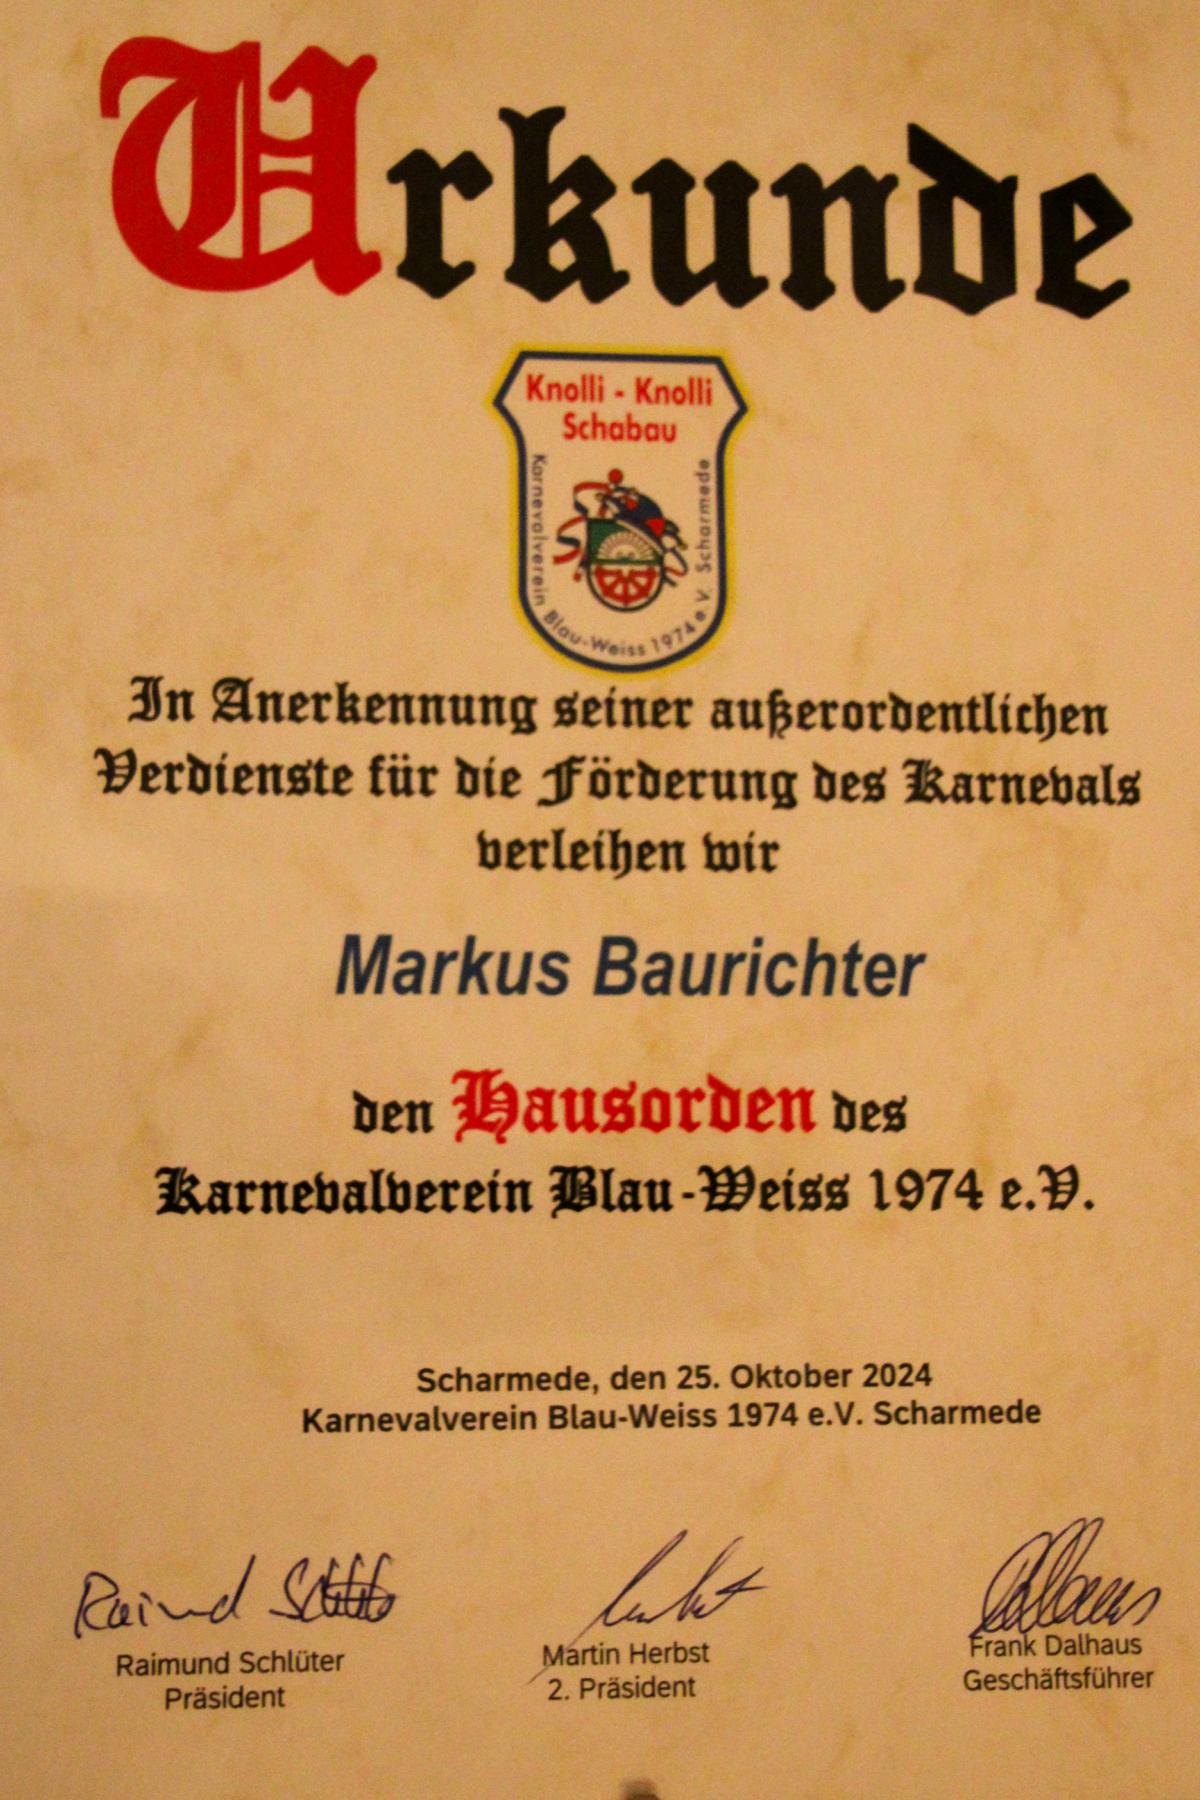 Urkunde
Knolli - Knolli
Schabau
Karnevalverein Blau-Weiss 1974 e.V. Scharmede
In Anerkennung seiner außerordentlichen
Verdienste für die Förderung des Karnevals
verleihen wir
Markus Baurichter
den Hausorden des
Karnevalverein Blau-Weiss 1974 e.V.
Scharmede, den 25. Oktober 2024
Karnevalverein Blau-Weiss 1974 e.V. Scharmede
Raimund Schlüter
Präsident
Martin Herbst
2. Präsident
Frank Dalhaus
Geschäftsführer